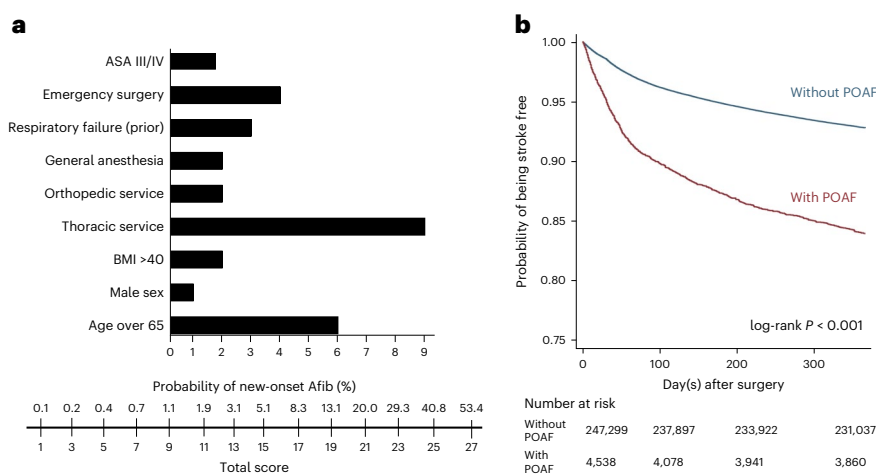 a
ASA III/IV
Emergency surgery
Respiratory failure (prior)
General anesthesia
Orthopedic service
Thoracic service
BMI >40
Male sex
Age over 65
0 1 2 3 4 5 6 7 8 9
Probability of new-onset Afib (%)
0.1 0.2 0.4 0.7 1.1 1.9 3.1 5.1 8.3 13.1 20.0 29.3 40.8 53.4
1 3 5 7 9 11 13 15 17 19 21 23 25 27
Total score
b
Probability of being stroke free
1.00
0.95
0.90
0.85
0.80
0.75
Without POAF
With POAF
log-rank P < 0.001
0 100 200 300
Day(s) after surgery
Number at risk
Without
POAF
247,299 237,897 233,922 231,037
With
POAF
4,538 4,078 3,941 3,860